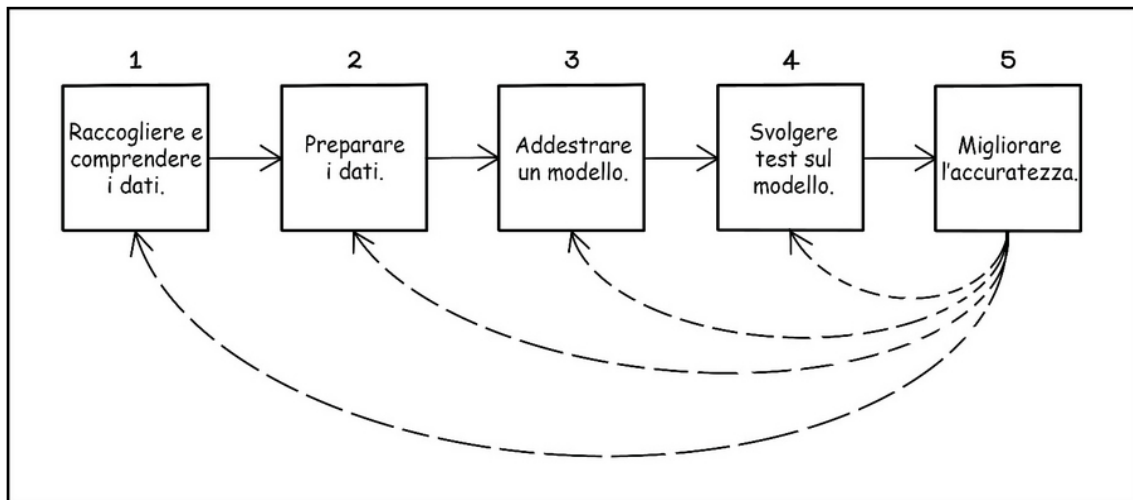 1
2
3
4
5
Raccogliere e
comprendere
i dati.
Preparare
i dati.
Addestrare
un modello.
Svolgere
test sul
modello.
Migliorare
l'accuratezza.